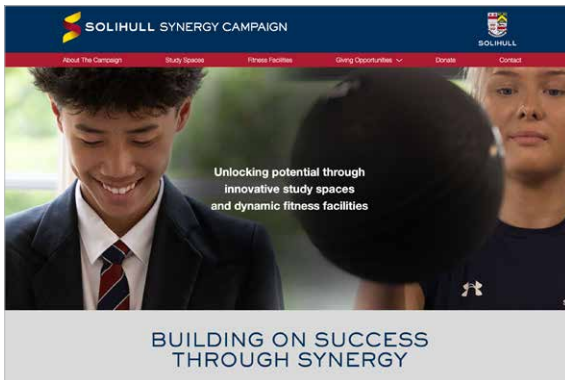 SOLIHULL SYNERGY CAMPAIGN
SOLIHULL
About The Campaign Study Spaces Fitness Facilities Giving Opportunities Donate Contact
Unlocking potential through
innovative study spaces
and dynamic fitness facilities
BUILDING ON SUCCESS
THROUGH SYNERGY